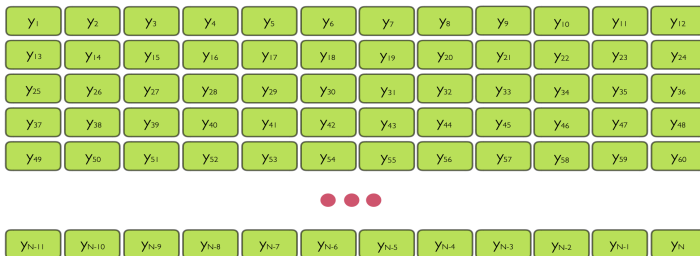 y1 y2 y3 y4 y5 y6 y7 y8 y9 y10 y11 y12
y13 y14 y15 y16 y17 y18 y19 y20 y21 y22 y23 y24
y25 y26 y27 y28 y29 y30 y31 y32 y33 y34 y35 y36
y37 y38 y39 y40 y41 y42 y43 y44 y45 y46 y47 y48
y49 y50 y51 y52 y53 y54 y55 y56 y57 y58 y59 y60
yN-11 yN-10 yN-9 yN-8 yN-7 yN-6 yN-5 yN-4 yN-3 yN-2 yN-1 yN